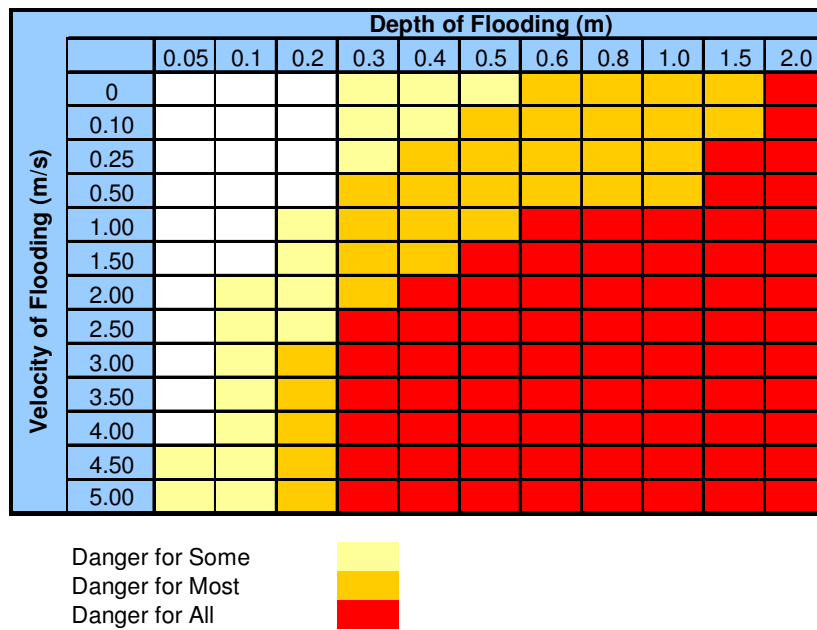 Depth of Flooding (m)
0.05 0.1 0.2 0.3 0.4 0.5 0.6 0.8 1.0 1.5 2.0
Velocity of Flooding (m/s)
0
0.10
0.25
0.50
1.00
1.50
2.00
2.50
3.00
3.50
4.00
4.50
5.00
Danger for Some
Danger for Most
Danger for All